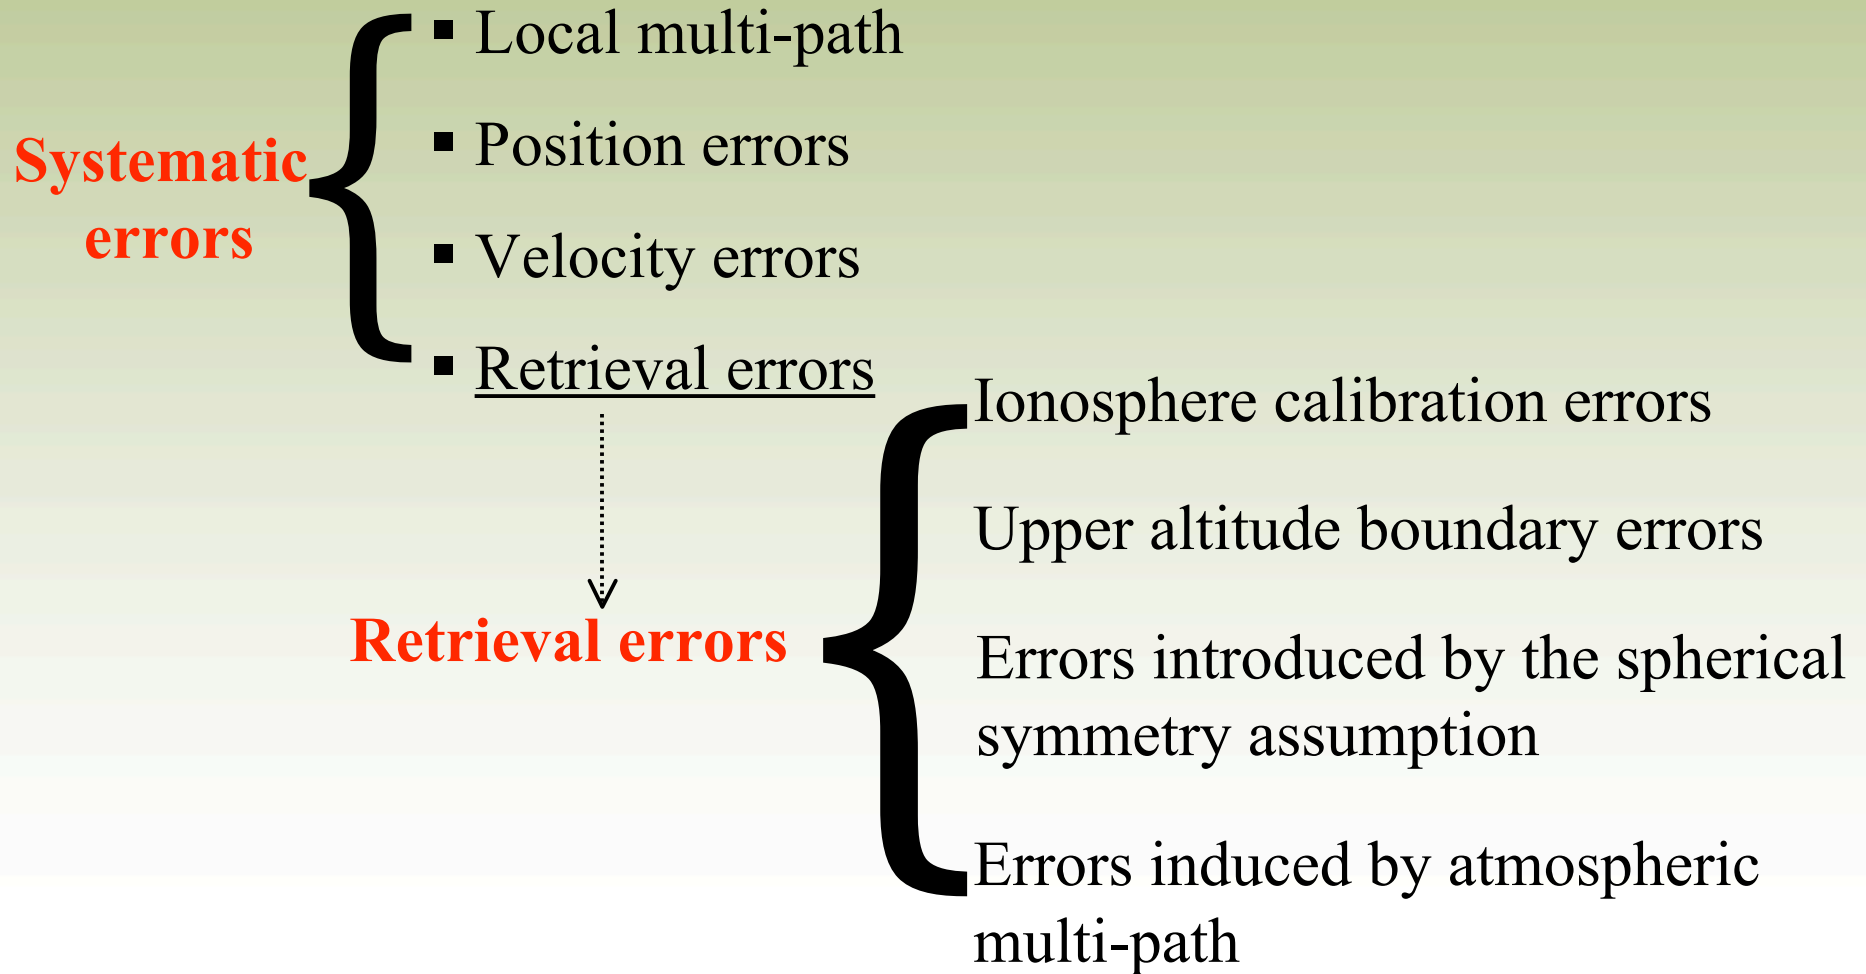 Systematic
errors
▪ Local multi-path
▪ Position errors
▪ Velocity errors
▪ Retrieval errors
Retrieval errors
Ionosphere calibration errors
Upper altitude boundary errors
Errors introduced by the spherical
symmetry assumption
Errors induced by atmospheric
multi-path